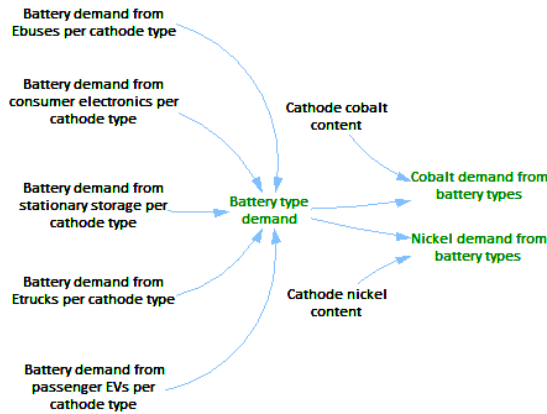 Battery demand from
Ebuses per cathode type
Battery demand from
consumer electronics per
cathode type
Cathode cobalt
content
Cobalt demand from
battery types
Battery demand from
stationary storage per
cathode type
Battery type
demand
Nickel demand from
battery types
Battery demand from
Etrucks per cathode type
Cathode nickel
content
Battery demand from
passenger EVs per
cathode type